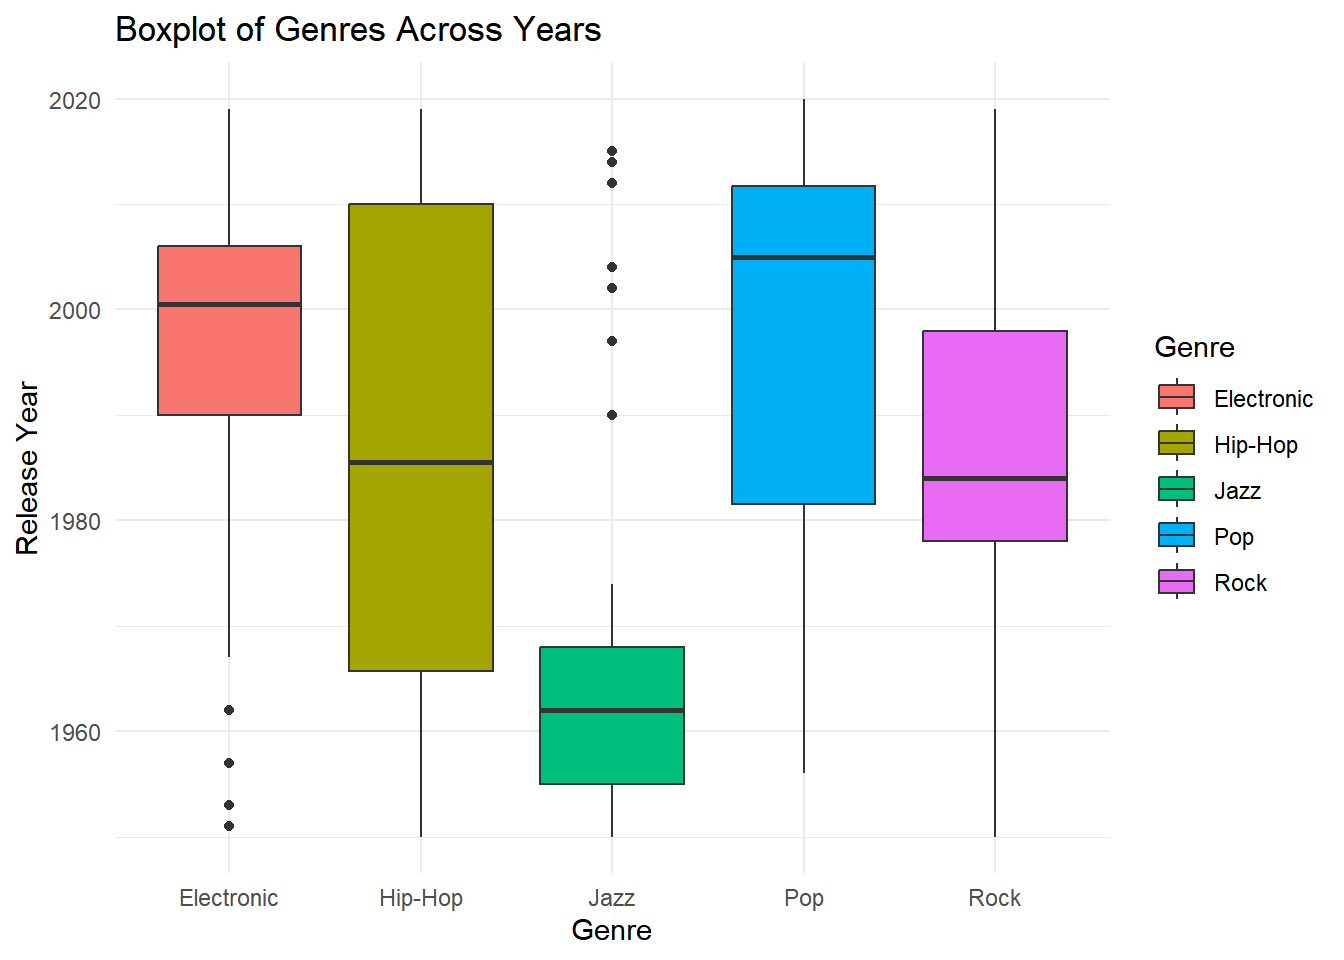 Boxplot of Genres Across Years
2020
2000
1980
1960
Release Year
Electronic
Hip-Hop
Jazz
Pop
Rock
Genre
Genre
Electronic
Hip-Hop
Jazz
Pop
Rock